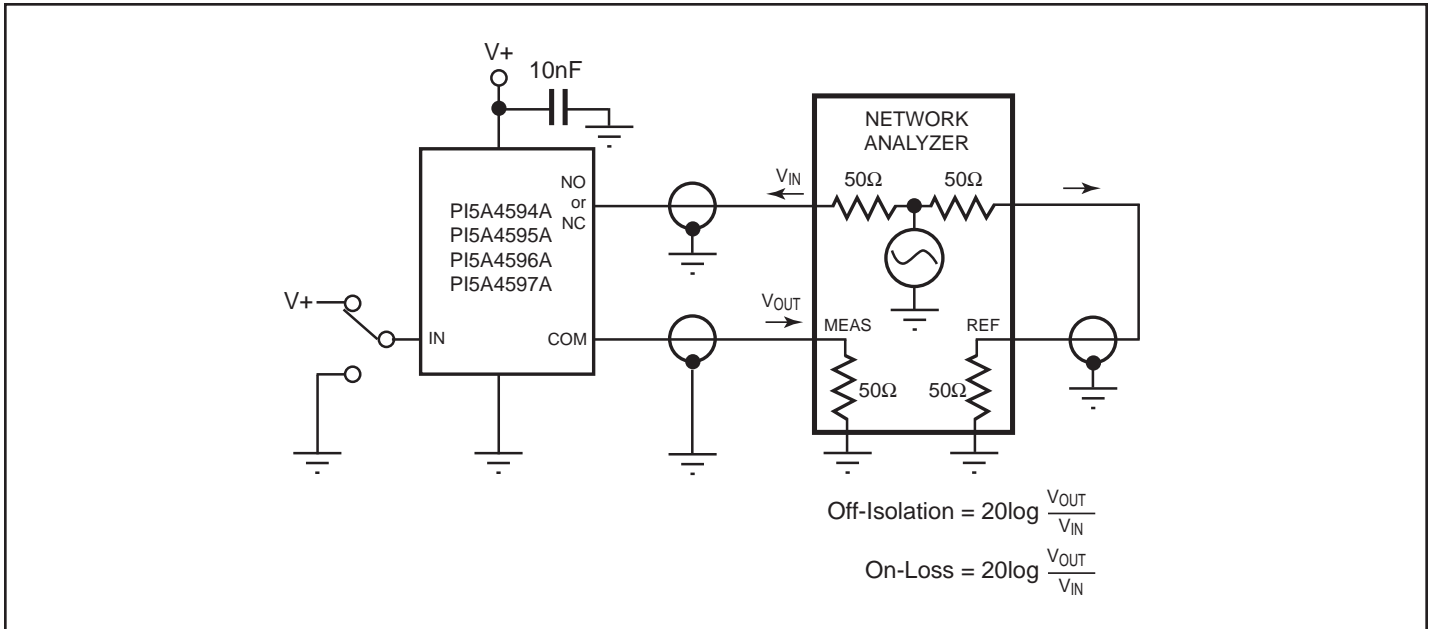 V+
10nF
NETWORK
ANALYZER
NO
or
NC
VIN
50Ω
50Ω
PI5A4594A
PI5A4595A
PI5A4596A
PI5A4597A
V+
IN
COM
VOUT
MEAS
REF
50Ω
50Ω
Off-Isolation = 20log VOUT
VIN
On-Loss = 20log VOUT
VIN